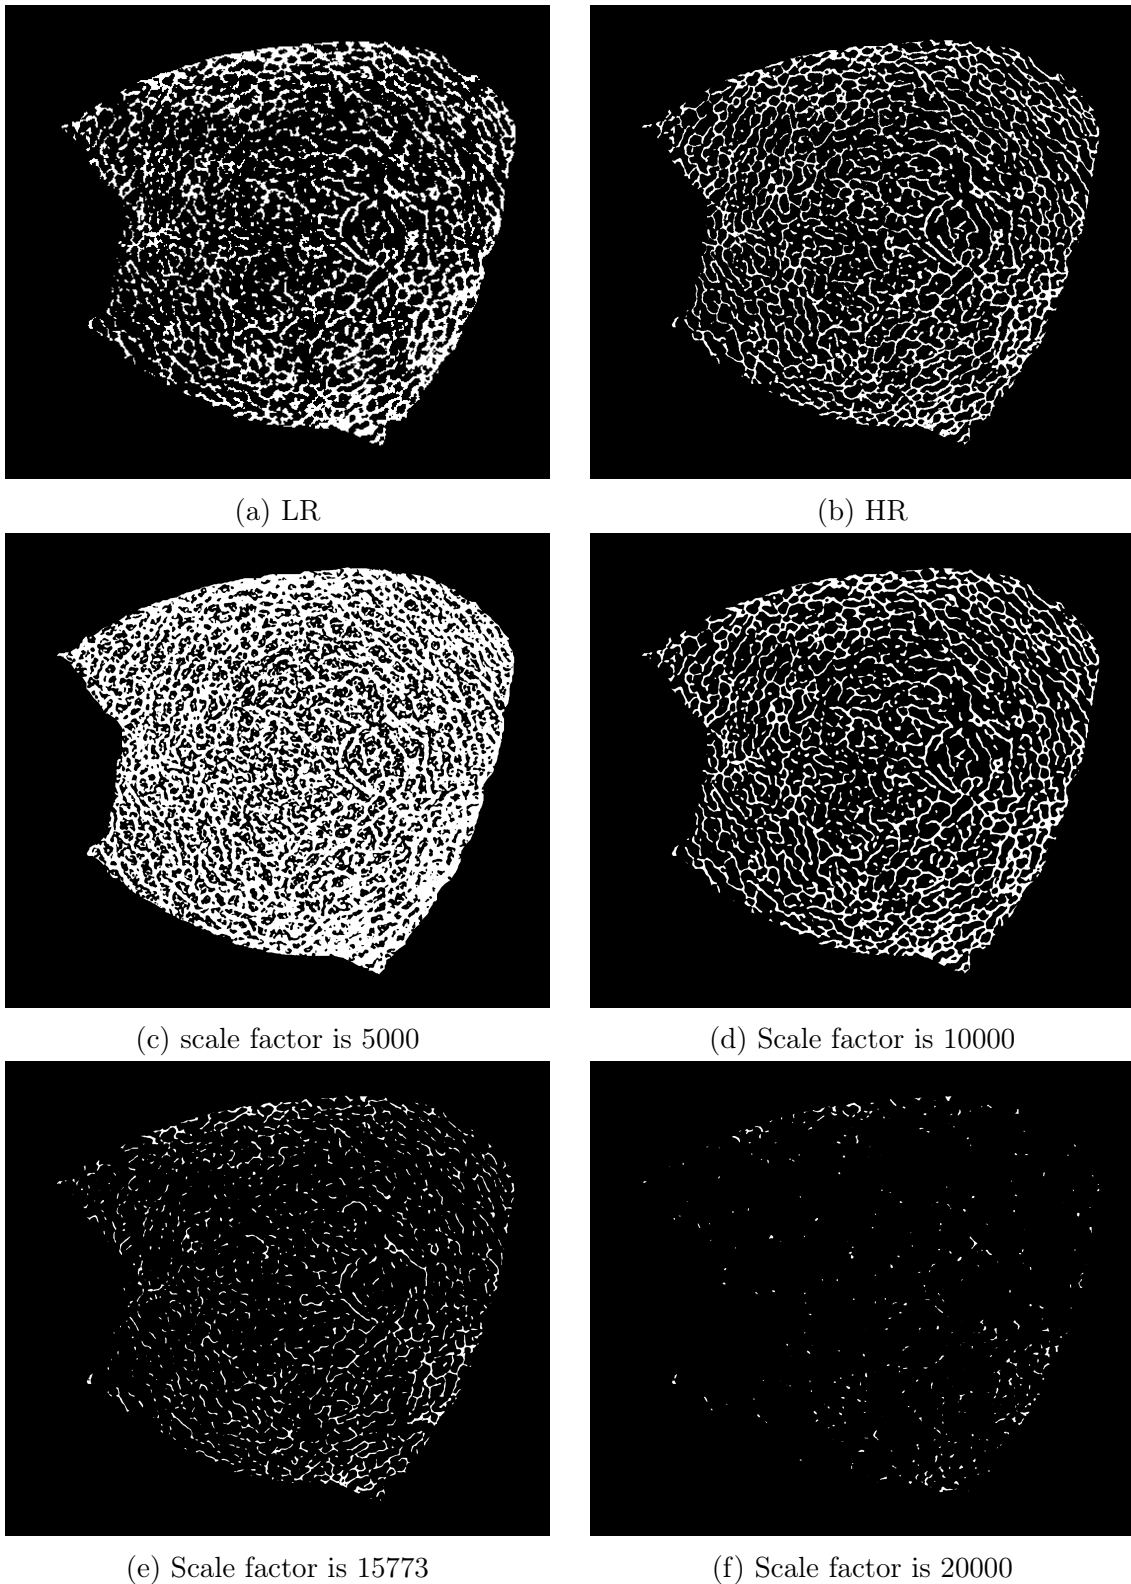 (a) LR
(b) HR
(c) scale factor is 5000
(d) Scale factor is 10000
(e) Scale factor is 15773
(f) Scale factor is 20000